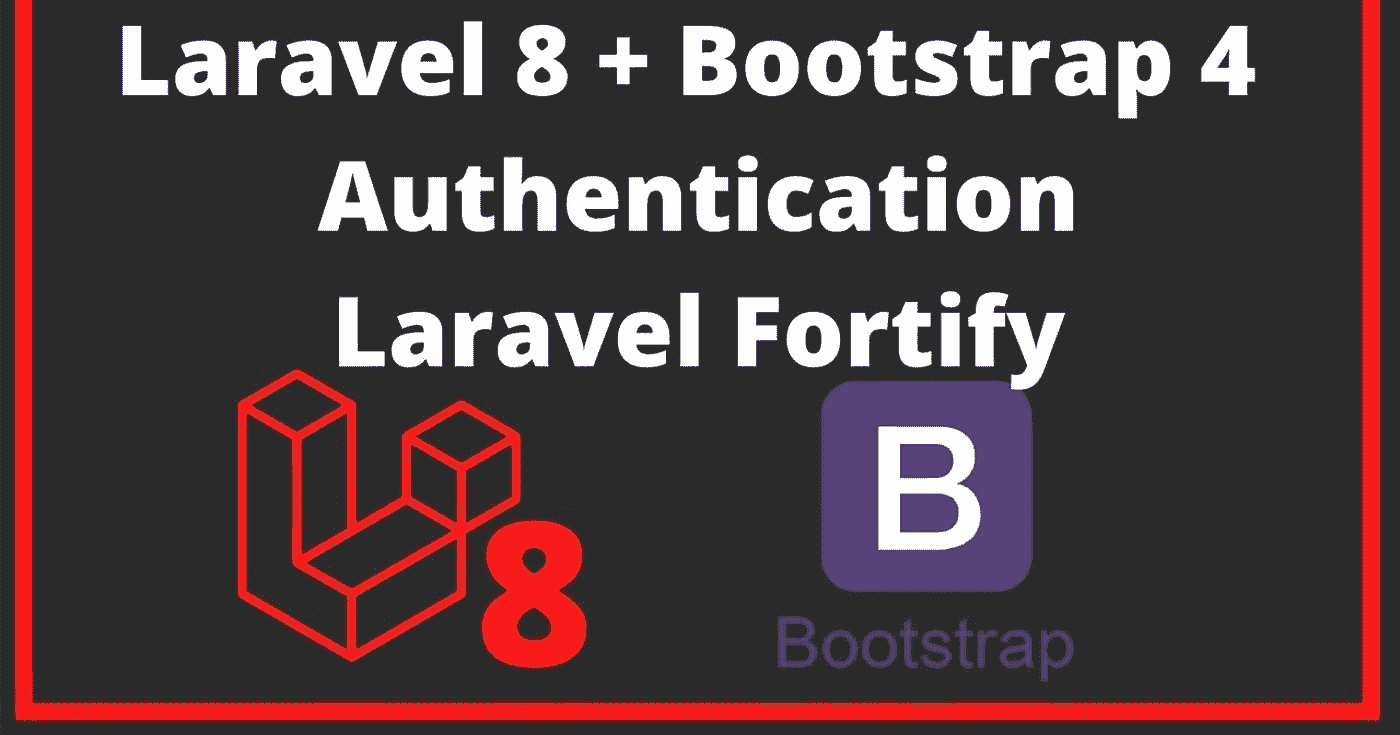 Laravel 8 + Bootstrap 4
Authentication
Laravel Fortify
8
B
Bootstrap